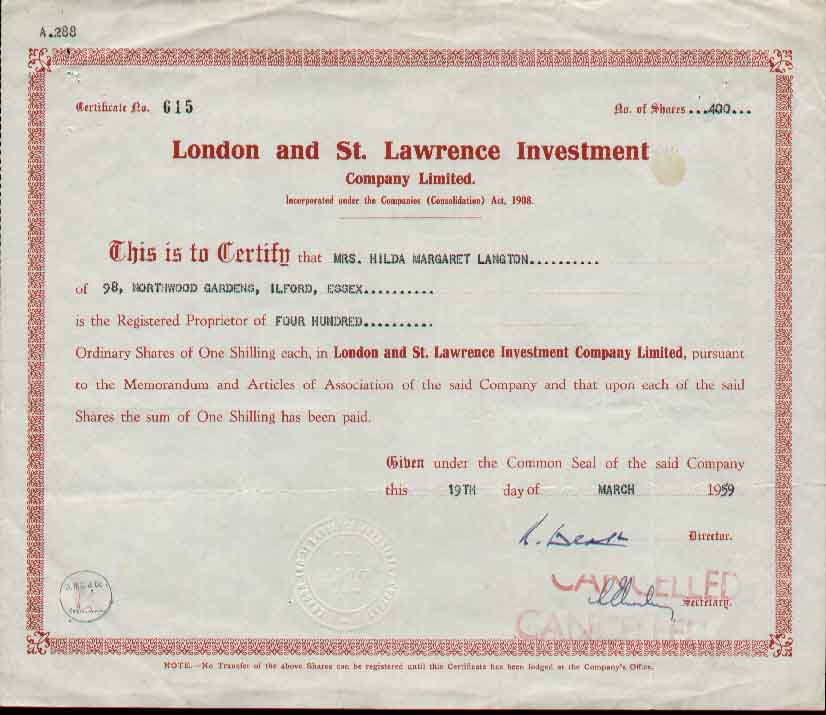 A.288
Certificate No. 615 No. of Shares ...400...
London and St. Lawrence Investment
Company Limited.
Incorporated under the Companies (Consolidation) Act, 1908.
This is to Certify that MRS. HILDA MARGARET LANGTON..........
of 98, NORTHWOOD GARDENS, ILFORD, ESSEX..........
is the Registered Proprietor of FOUR HUNDRED..........
Ordinary Shares of One Shilling each, in London and St. Lawrence Investment Company Limited, pursuant
to the Memorandum and Articles of Association of the said Company and that upon each of the said
Shares the sum of One Shilling has been paid.
Given under the Common Seal of the said Company
this 19TH day of MARCH 1959
Director.
CANCELLED
Secretary.
CANCELLED
NOTE.—No Transfer of the above Shares can be registered until this Certificate has been lodged at the Company's Office.